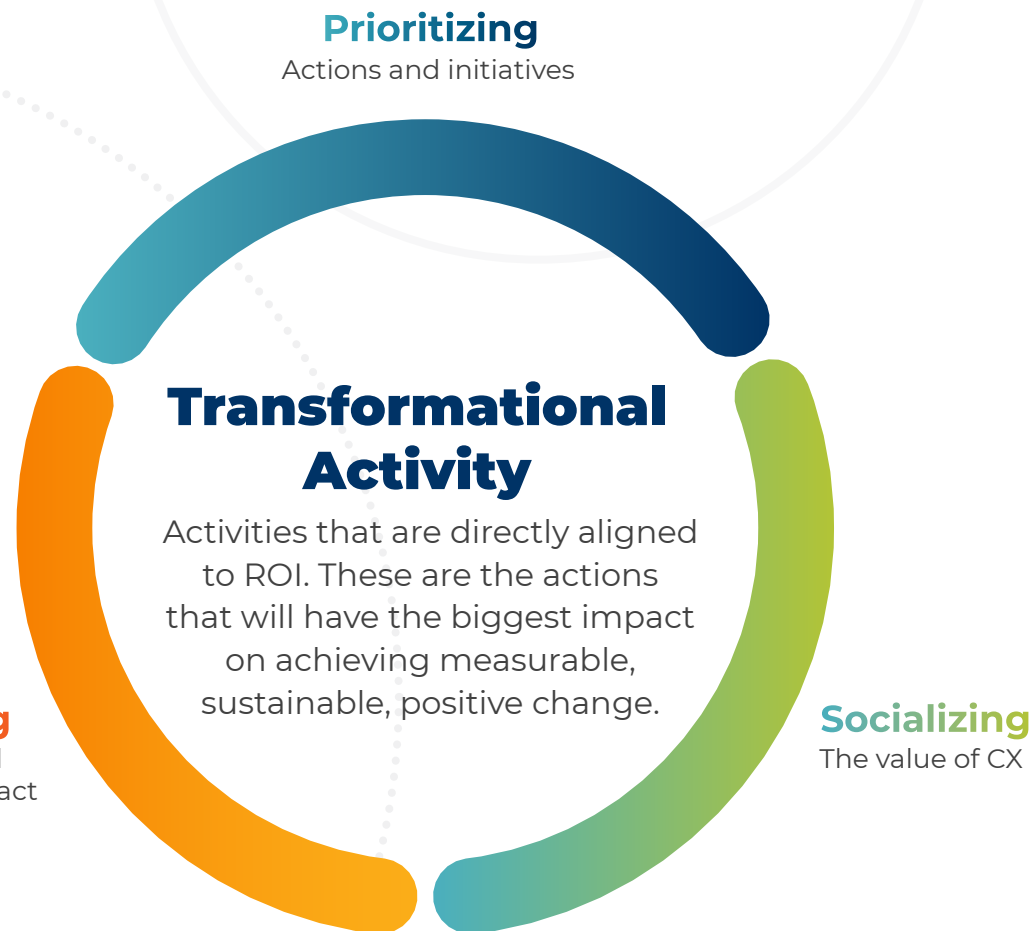 Prioritizing
Actions and initiatives
Transformational
Activity
Activities that are directly aligned
to ROI. These are the actions
that will have the biggest impact
on achieving measurable,
sustainable, positive change.
Socializing
The value of CX